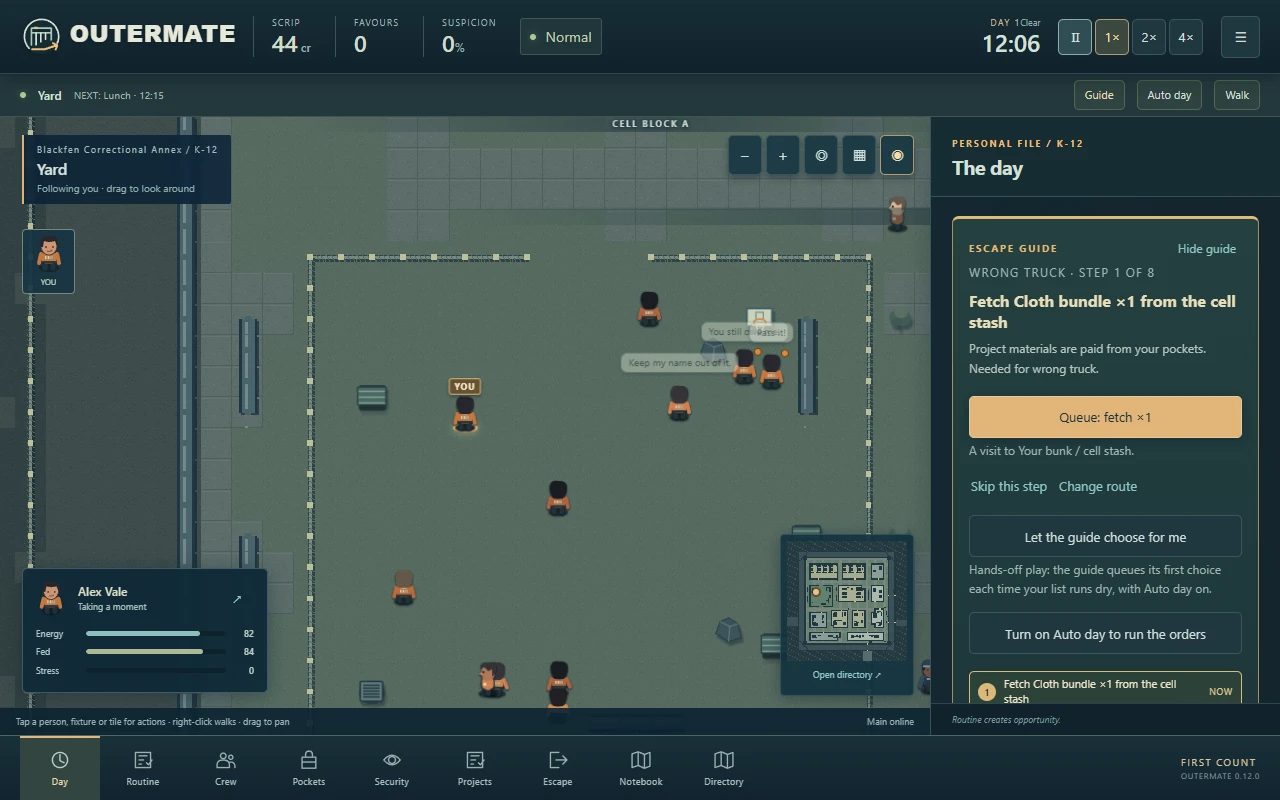 OUTERMATE
SCRIP
44 cr
FAVOURS
0
SUSPICION
0%
Normal
DAY 1 Clear
12:06
1×
2×
4×
Yard
NEXT: Lunch · 12:15
Guide
Auto day
Walk
CELL BLOCK A
Blackfen Correctional Annex / K-12
Yard
Following you · drag to look around
YOU
YOU
You still
Keep my name out of it.
Alex Vale
Taking a moment
Energy 82
Fed 84
Stress 0
Open directory ↗
Tap a person, fixture or tile for actions · right-click walks · drag to pan
Main online
PERSONAL FILE / K-12
The day
ESCAPE GUIDE
Hide guide
WRONG TRUCK · STEP 1 OF 8
Fetch Cloth bundle ×1 from the cell
stash
Project materials are paid from your pockets.
Needed for wrong truck.
Queue: fetch ×1
A visit to Your bunk / cell stash.
Skip this step
Change route
Let the guide choose for me
Hands-off play: the guide queues its first choice
each time your list runs dry, with Auto day on.
Turn on Auto day to run the orders
1
Fetch Cloth bundle ×1 from the cell
stash
NOW
Routine creates opportunity.
Day
Routine
Crew
Pockets
Security
Projects
Escape
Notebook
Directory
FIRST COUNT
OUTERMATE 0.12.0